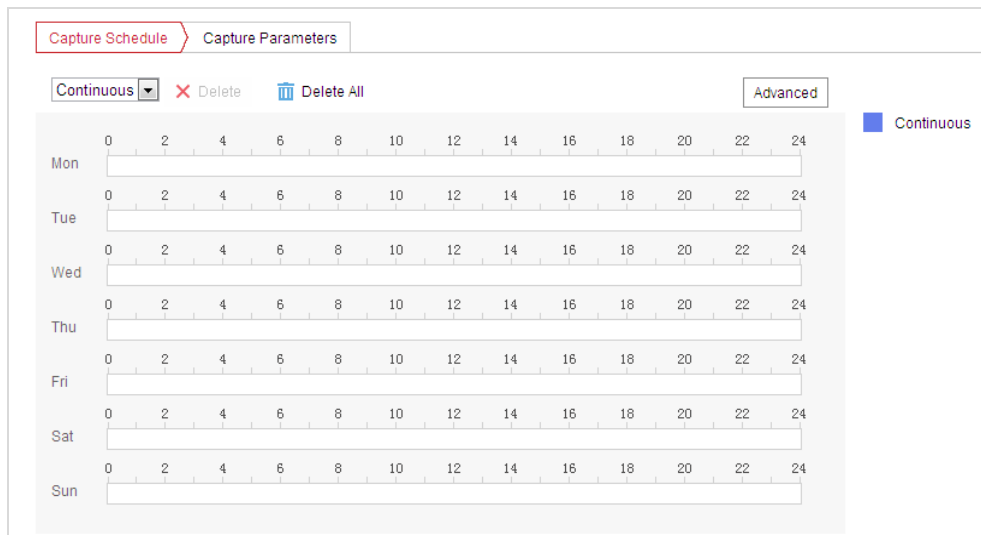 Capture Schedule Capture Parameters
Continuous Delete Delete All Advanced
Continuous
0 2 4 6 8 10 12 14 16 18 20 22 24
Mon
0 2 4 6 8 10 12 14 16 18 20 22 24
Tue
0 2 4 6 8 10 12 14 16 18 20 22 24
Wed
0 2 4 6 8 10 12 14 16 18 20 22 24
Thu
0 2 4 6 8 10 12 14 16 18 20 22 24
Fri
0 2 4 6 8 10 12 14 16 18 20 22 24
Sat
0 2 4 6 8 10 12 14 16 18 20 22 24
Sun